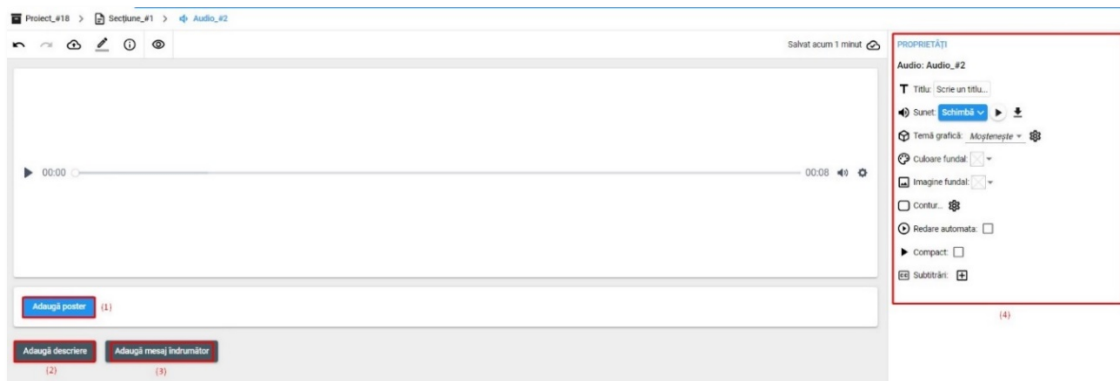 Proiect_#18 > Secțiune_#1 > Audio_#2
Salvat acum 1 minut
00:00 00:08
Adaugă poster (1)
Adaugă descriere Adaugă mesaj îndrumător
(2) (3)
PROPRIETĂȚI
Audio: Audio_#2
T Titlu: Scrie un titlu...
Sunet: Schimbă
Temă grafică: Moștenește
Culoare fundal:
Imagine fundal:
Contur...
Redare automata:
Compact:
CC Subtitrări:
(4)